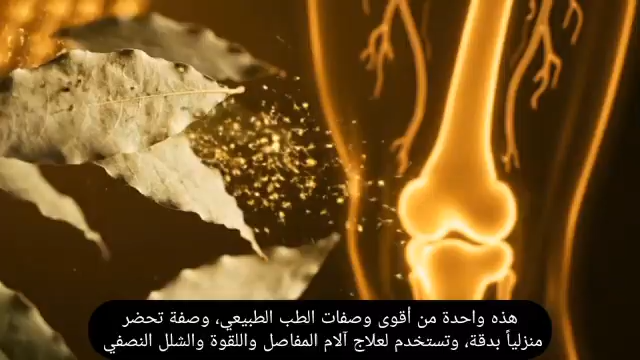 هذه واحدة من أقوى وصفات الطب الطبيعي، وصفة تحضر
منزلياً بدقة، وتستخدم لعلاج آلام المفاصل واللقوة والشلل النصفي